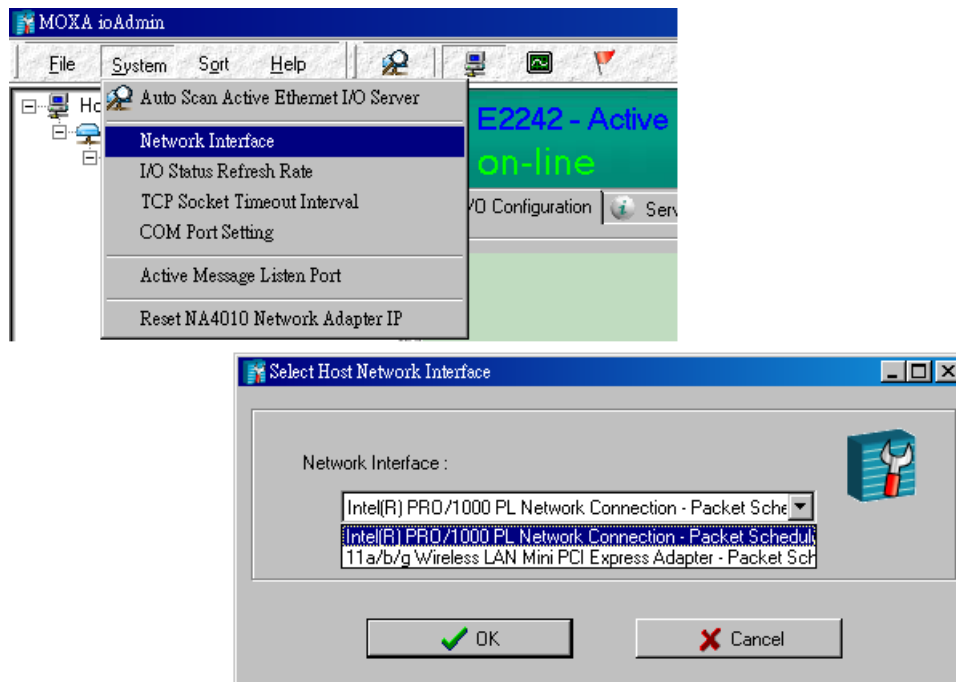 MOXA ioAdmin
File System Sort Help
Auto Scan Active Ethernet I/O Server
Network Interface
I/O Status Refresh Rate
TCP Socket Timeout Interval
COM Port Setting
Active Message Listen Port
Reset NA4010 Network Adapter IP
E2242 - Active
on-line
/O Configuration
Serv
Select Host Network Interface
Network Interface :
Intel(R) PRO/1000 PL Network Connection - Packet Sche
Intel(R) PRO/1000 PL Network Connection - Packet Schedul
11a/b/g Wireless LAN Mini PCI Express Adapter - Packet Sch
OK
Cancel